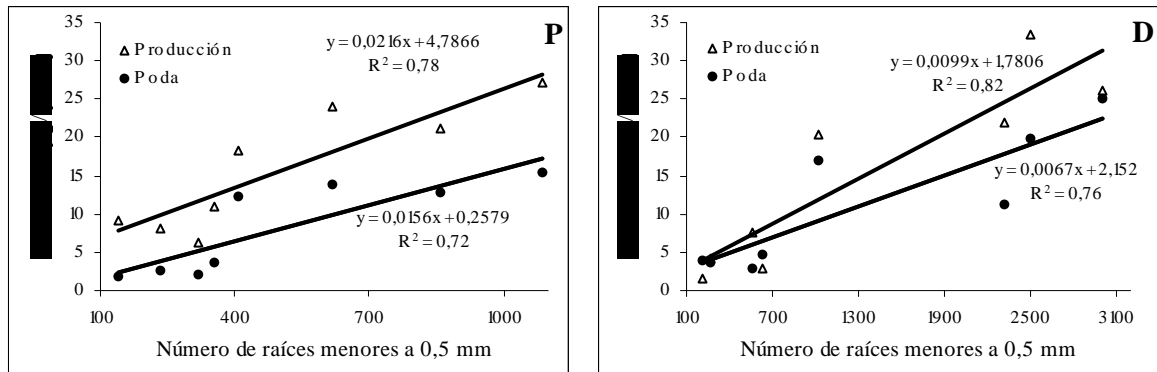 P
35
30
25
20
15
10
5
0
Producción
Poda
y = 0,0216x + 4,7866
R² = 0,78
y = 0,0156x + 0,2579
R² = 0,72
100 400 700 1000
Número de raíces menores a 0,5 mm
D
35
30
25
20
15
10
5
0
Producción
Poda
y = 0,0099x + 1,7806
R² = 0,82
y = 0,0067x + 2,152
R² = 0,76
100 700 1300 1900 2500 3100
Número de raíces menores a 0,5 mm